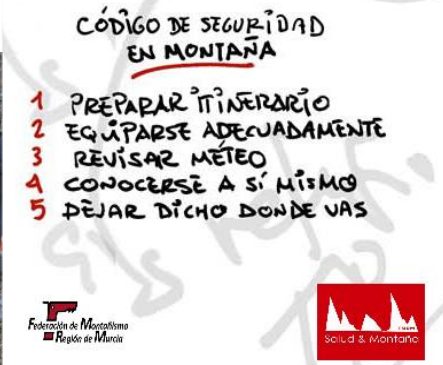 CÓDIGO DE SEGURIDAD
EN MONTAÑA
1 PREPARAR ITINERARIO
2 EQUIPARSE ADECUADAMENTE
3 REVISAR METEO
4 CONOCERSE A SÍ MISMO
5 DEJAR DICHO DONDE VAS
Federación de Montañismo
Región de Murcia
Salud & Montaña